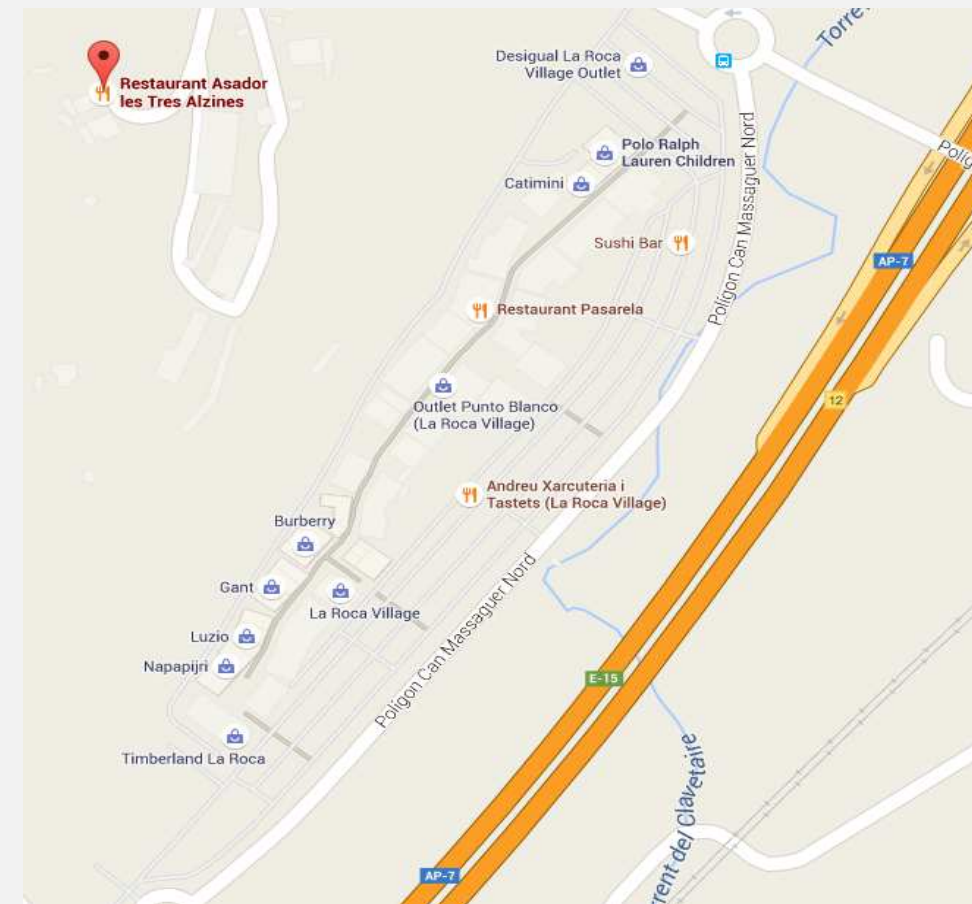 Torre
Desigual La Roca
Village Outlet
Restaurant Asador
les Tres Alzines
Polo Ralph
Lauren Children
Políg
Catimini
Poligon Can Massaguer Nord
Sushi Bar
AP-7
Restaurant Pasarela
12
Outlet Punto Blanco
(La Roca Village)
Andreu Xarcuteria i
Tastets (La Roca Village)
Burberry
Gant
La Roca Village
Poligon Can Massaguer Nord
Luzio
Napapijri
E-15
Timberland La Roca
rrent del Clavetaire
AP-7